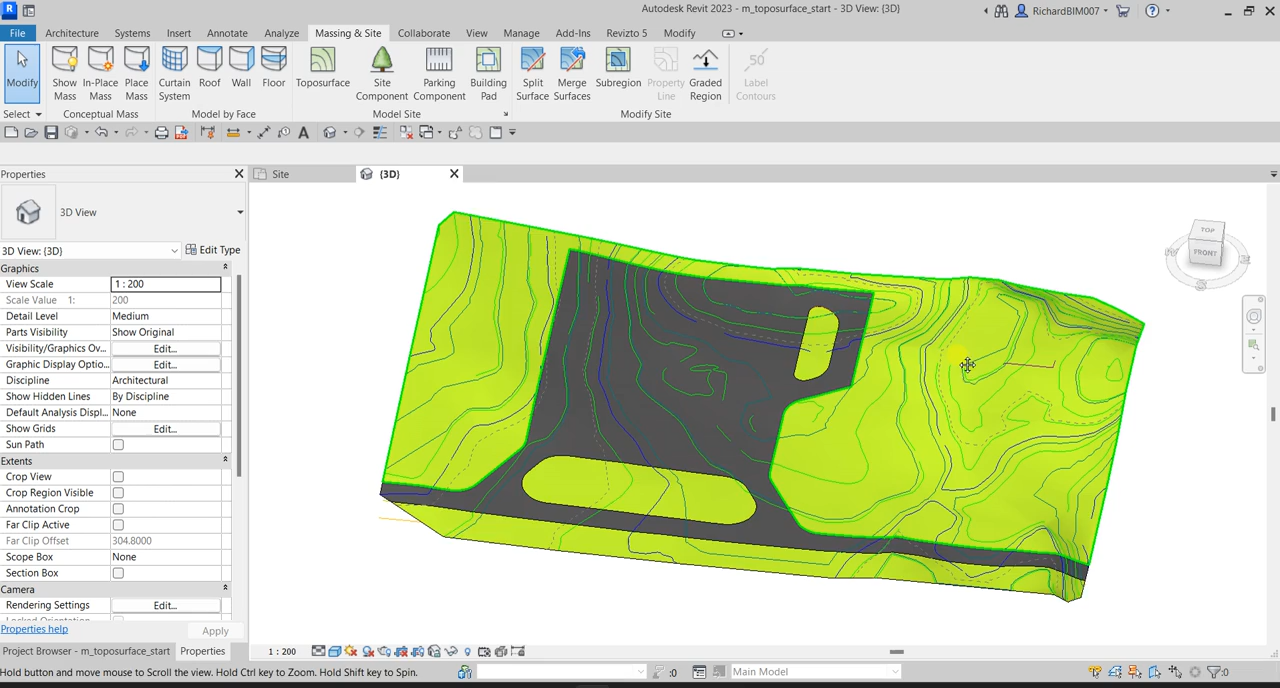 Autodesk Revit 2023 - m_toposurface_start - 3D View: {3D}
RichardBIM007
File Architecture Systems Insert Annotate Analyze Massing & Site Collaborate View Manage Add-Ins Revizto 5 Modify
Modify Show Mass In-Place Mass Place Mass Curtain System Roof Wall Floor Toposurface Site Component Parking Component Building Pad Split Surface Merge Surfaces Subregion Property Line Graded Region 50 Label Contours
Select Conceptual Mass Model by Face Model Site Modify Site
Properties
Site
{3D}
3D View
3D View: {3D} Edit Type
Graphics
View Scale 1 : 200
Scale Value 1: 200
Detail Level Medium
Parts Visibility Show Original
Visibility/Graphics Ov... Edit...
Graphic Display Optio... Edit...
Discipline Architectural
Show Hidden Lines By Discipline
Default Analysis Displ... None
Show Grids Edit...
Sun Path
Extents
Crop View
Crop Region Visible
Annotation Crop
Far Clip Active
Far Clip Offset 304.8000
Scope Box None
Section Box
Camera
Rendering Settings Edit...
Properties help Apply
Project Browser - m_toposurface_start Properties
TOP
FRONT
1 : 200
Hold button and move mouse to Scroll the view. Hold Ctrl key to Zoom. Hold Shift key to Spin.
:0
Main Model
:0